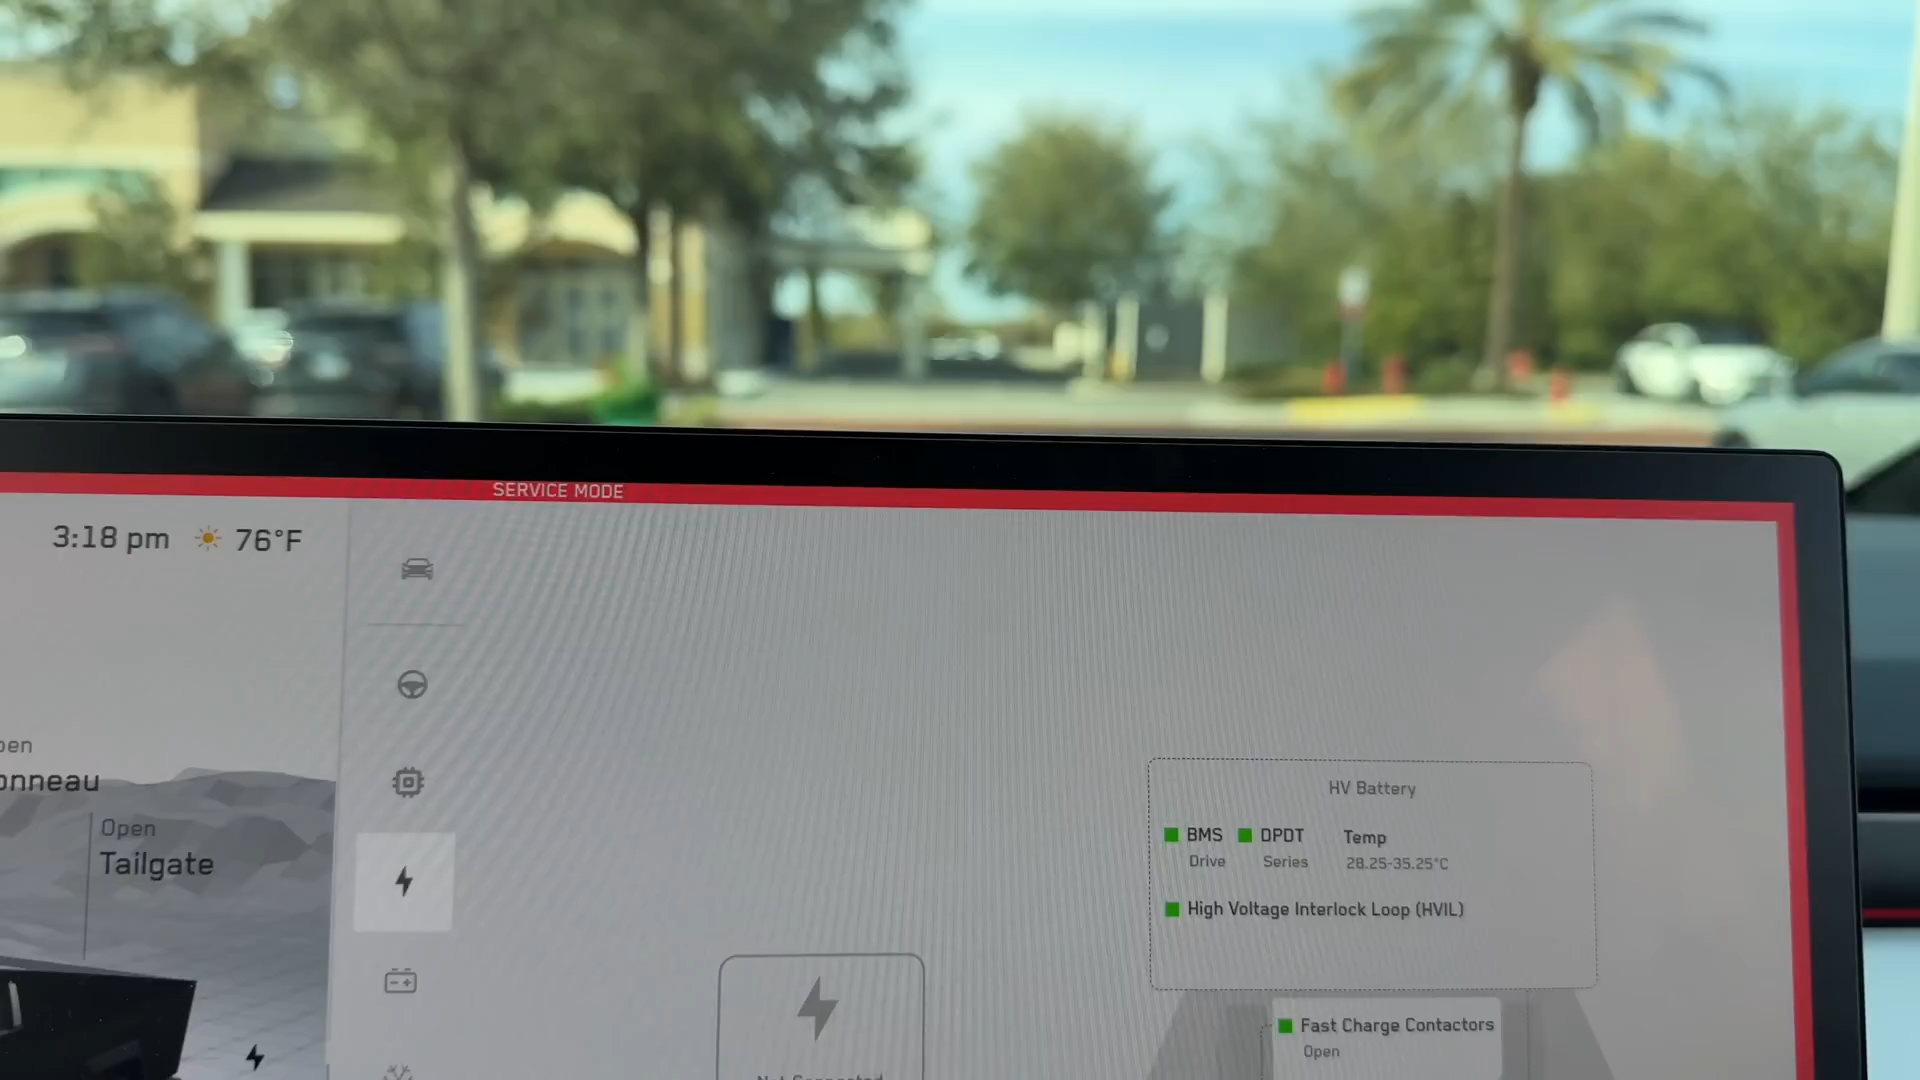 SERVICE MODE
3:18 pm 76°F
pen
onneau
Open
Tailgate
HV Battery
BMS DPDT Temp
Drive Series 28.25-35.25°C
High Voltage Interlock Loop (HVIL)
Fast Charge Contactors
Open